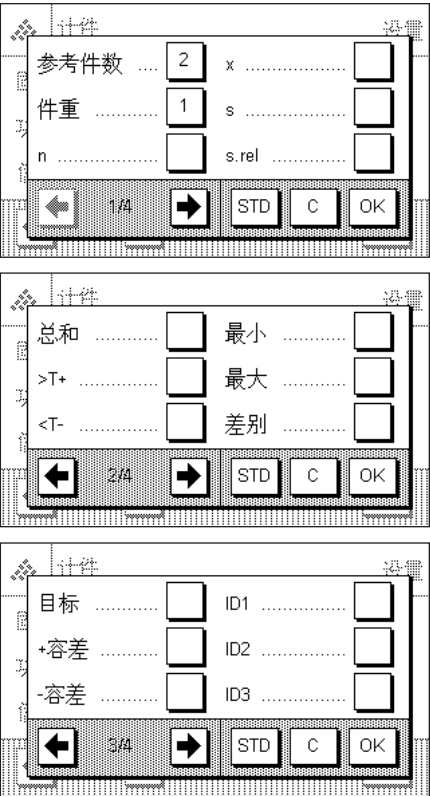 计件 设置
参考件数 ..... 2 x .....
件重 ..... 1 s .....
n ..... s.rel .....
1/4 STD C OK
计件 设置
总和 ..... 最小 .....
>T+ ..... 最大 .....
<T- ..... 差别 .....
2/4 STD C OK
计件 设置
目标 ..... ID1 .....
+容差 ..... ID2 .....
-容差 ..... ID3 .....
3/4 STD C OK